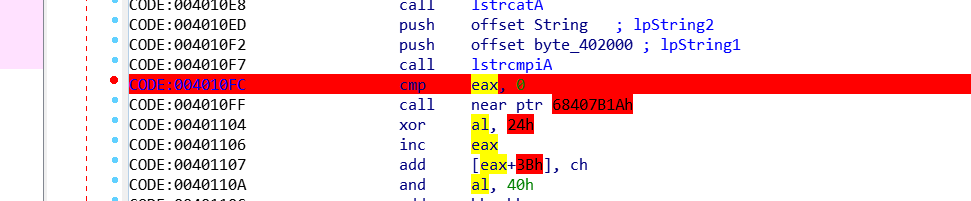 CODE:004010E8 call lstrcatA
CODE:004010ED push offset String ; lpString2
CODE:004010F2 push offset byte_402000 ; lpString1
CODE:004010F7 call lstrcmpiA
CODE:004010FC cmp eax, 0
CODE:004010FF call near ptr 68407B1Ah
CODE:00401104 xor al, 24h
CODE:00401106 inc eax
CODE:00401107 add [eax+3Bh], ch
CODE:0040110A and al, 40h